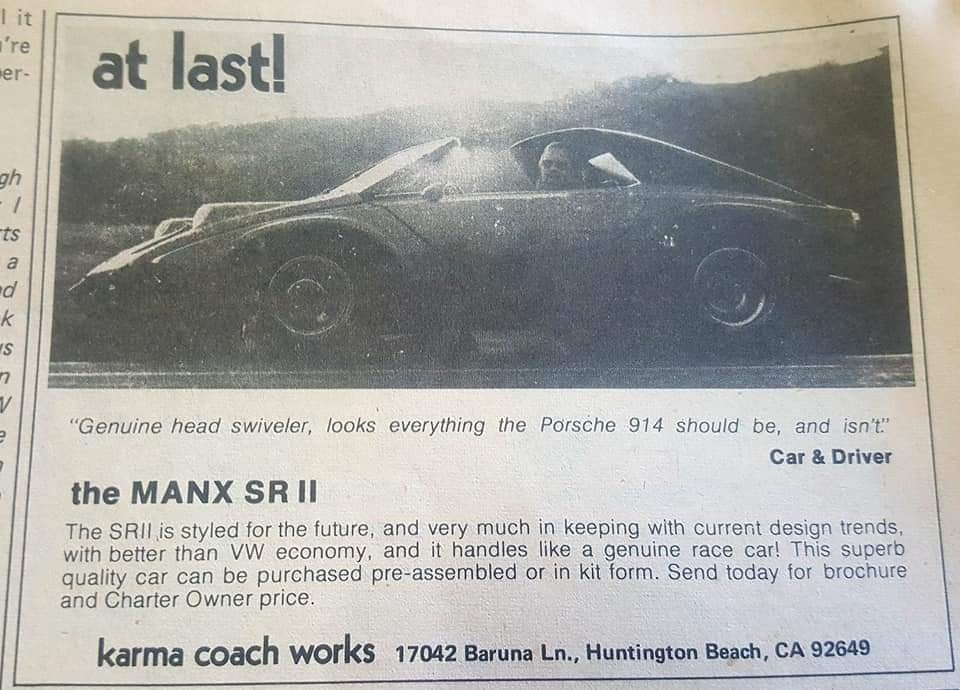 at last!
"Genuine head swiveler, looks everything the Porsche 914 should be, and isn't."
Car & Driver
the MANX SR II
The SRII is styled for the future, and very much in keeping with current design trends,
with better than VW economy, and it handles like a genuine race car! This superb
quality car can be purchased pre-assembled or in kit form. Send today for brochure
and Charter Owner price.
karma coach works 17042 Baruna Ln., Huntington Beach, CA 92649